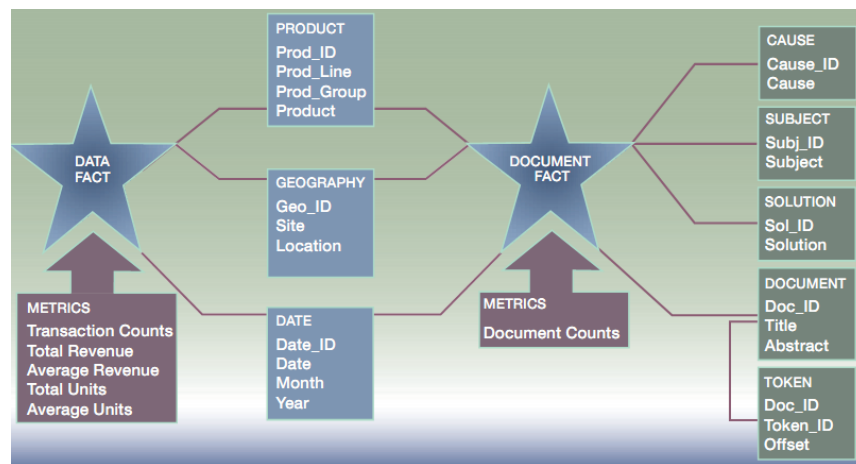 DATA
FACT
METRICS
Transaction Counts
Total Revenue
Average Revenue
Total Units
Average Units
PRODUCT
Prod_ID
Prod_Line
Prod_Group
Product
GEOGRAPHY
Geo_ID
Site
Location
DATE
Date_ID
Date
Month
Year
DOCUMENT
FACT
METRICS
Document Counts
CAUSE
Cause_ID
Cause
SUBJECT
Subj_ID
Subject
SOLUTION
Sol_ID
Solution
DOCUMENT
Doc_ID
Title
Abstract
TOKEN
Doc_ID
Token_ID
Offset